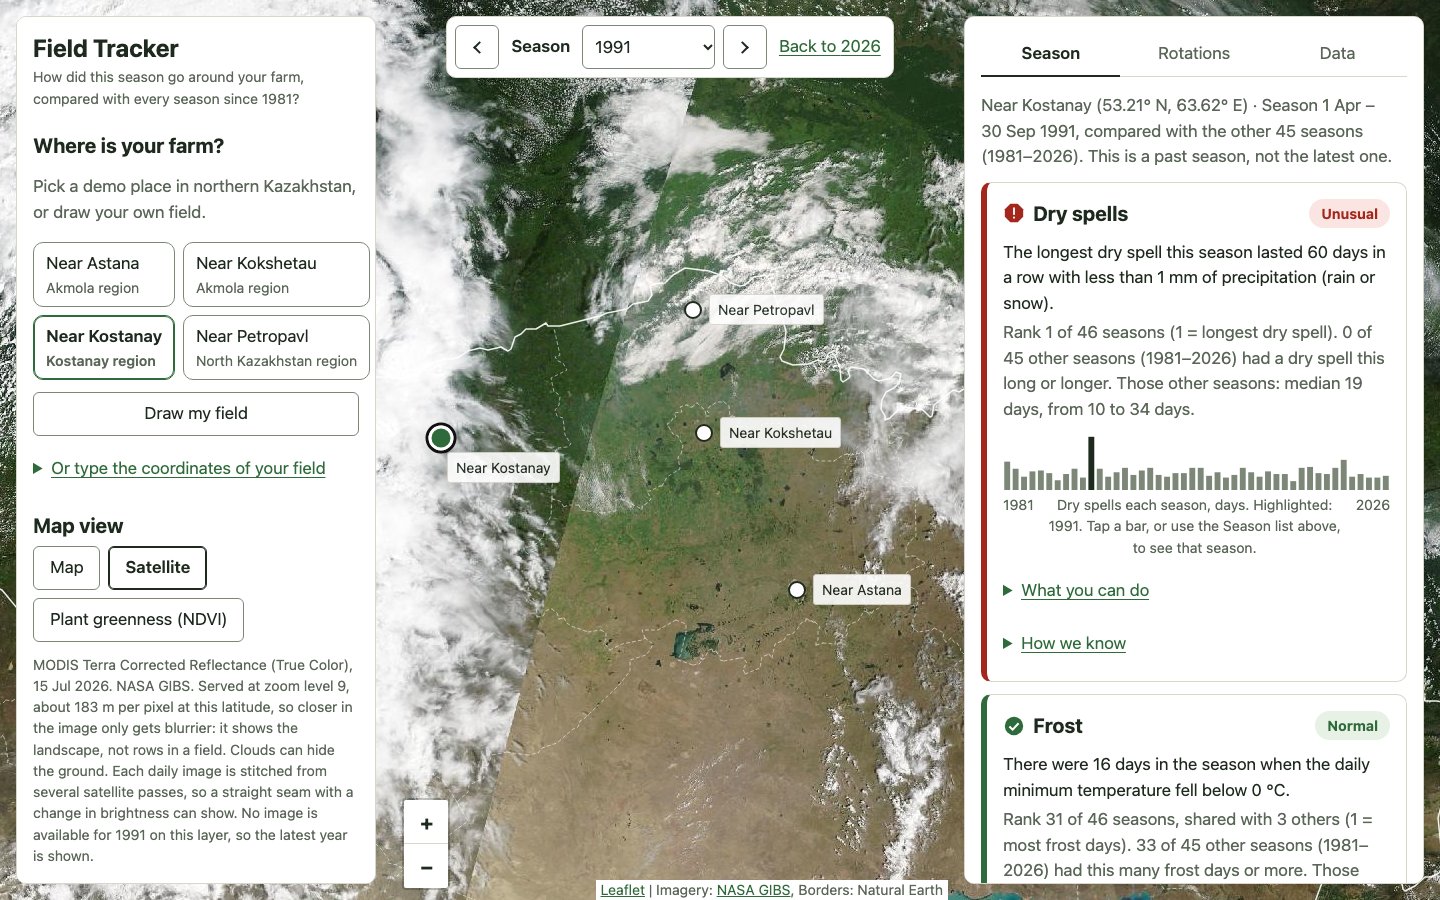 Field Tracker
How did this season go around your farm,
compared with every season since 1981?
Where is your farm?
Pick a demo place in northern Kazakhstan,
or draw your own field.
Near Astana
Akmola region
Near Kokshetau
Akmola region
Near Kostanay
Kostanay region
Near Petropavl
North Kazakhstan region
Draw my field
Or type the coordinates of your field
Map view
Map
Satellite
Plant greenness (NDVI)
MODIS Terra Corrected Reflectance (True Color),
15 Jul 2026. NASA GIBS. Served at zoom level 9,
about 183 m per pixel at this latitude, so closer in
the image only gets blurrier: it shows the
landscape, not rows in a field. Clouds can hide
the ground. Each daily image is stitched from
several satellite passes, so a straight seam with a
change in brightness can show. No image is
available for 1991 on this layer, so the latest year
is shown.
Season
1991
Back to 2026
Near Petropavl
Near Kokshetau
Near Kostanay
Near Astana
+
−
Leaflet | Imagery: NASA GIBS, Borders: Natural Earth
Season
Rotations
Data
Near Kostanay (53.21° N, 63.62° E) · Season 1 Apr –
30 Sep 1991, compared with the other 45 seasons
(1981–2026). This is a past season, not the latest one.
Dry spells
Unusual
The longest dry spell this season lasted 60 days in
a row with less than 1 mm of precipitation (rain or
snow).
Rank 1 of 46 seasons (1 = longest dry spell). 0 of
45 other seasons (1981–2026) had a dry spell this
long or longer. Those other seasons: median 19
days, from 10 to 34 days.
1981
Dry spells each season, days. Highlighted:
1991. Tap a bar, or use the Season list above,
to see that season.
2026
What you can do
How we know
Frost
Normal
There were 16 days in the season when the daily
minimum temperature fell below 0 °C.
Rank 31 of 46 seasons, shared with 3 others (1 =
most frost days). 33 of 45 other seasons (1981–
2026) had this many frost days or more. Those